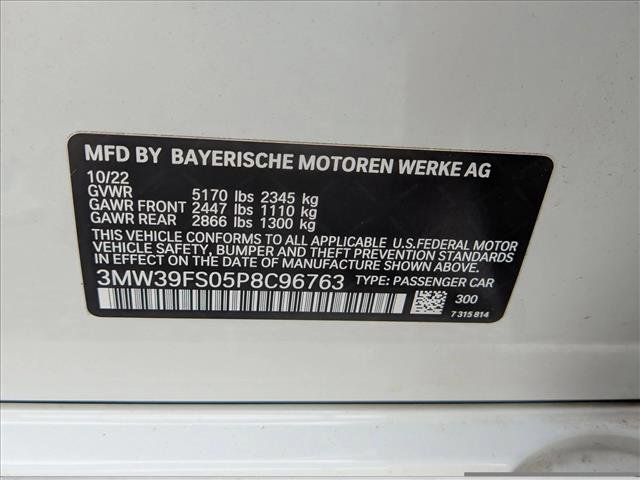 MFD BY BAYERISCHE MOTOREN WERKE AG
10/22
GVWR 5170 lbs 2345 kg
GAWR FRONT 2447 lbs 1110 kg
GAWR REAR 2866 lbs 1300 kg
THIS VEHICLE CONFORMS TO ALL APPLICABLE U.S.FEDERAL MOTOR
VEHICLE SAFETY, BUMPER, AND THEFT PREVENTION STANDARDS
IN EFFECT ON THE DATE OF MANUFACTURE SHOWN ABOVE.
3MW39FS05P8C96763 TYPE: PASSENGER CAR
300
7 315 814